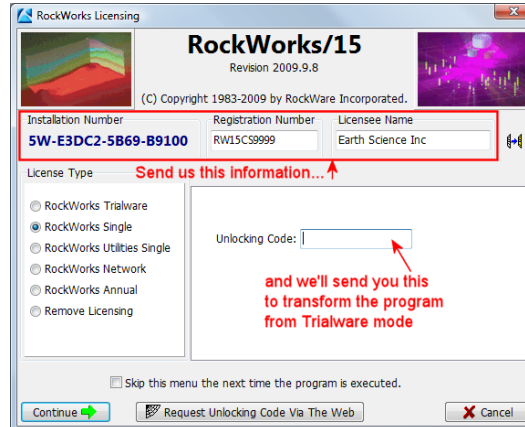 RockWorks Licensing
RockWorks/15
Revision 2009.9.8
(C) Copyright 1983-2009 by RockWare Incorporated.
Installation Number
Registration Number
Licensee Name
5W-E3DC2-5B69-B9100
RW15CS9999
Earth Science Inc
License Type
Send us this information...
RockWorks Trialware
RockWorks Single
RockWorks Utilities Single
RockWorks Network
RockWorks Annual
Remove Licensing
Unlocking Code:
and we'll send you this
to transform the program
from Trialware mode
Skip this menu the next time the program is executed.
Continue
Request Unlocking Code Via The Web
Cancel